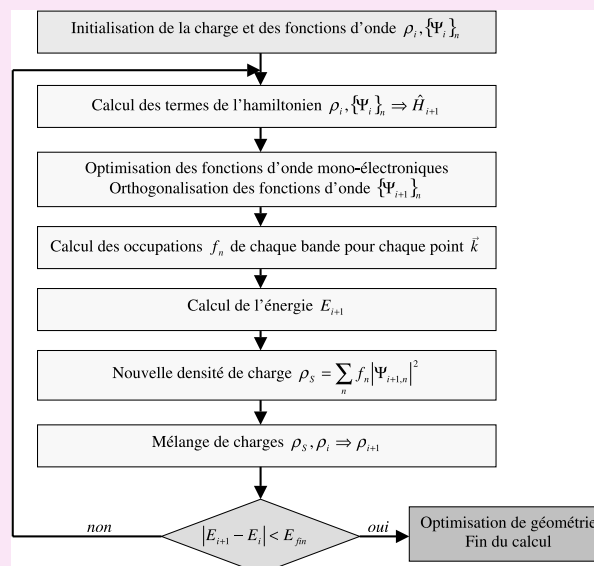 Initialisation de la charge et des fonctions d'onde ρ_i,{Ψ_i}_n
Calcul des termes de l'hamiltonien ρ_i,{Ψ_i}_n ⇒ Ĥ_{i+1}
Optimisation des fonctions d'onde mono-électroniques
Orthogonalisation des fonctions d'onde {Ψ_{i+1}}_n
Calcul des occupations f_n de chaque bande pour chaque point k⃗
Calcul de l'énergie E_{i+1}
Nouvelle densité de charge ρ_S = ∑_n f_n|Ψ_{i+1,n}|^2
Mélange de charges ρ_S,ρ_i ⇒ ρ_{i+1}
non
|E_{i+1} − E_i| < E_{fin}
oui
Optimisation de géométrie
Fin du calcul